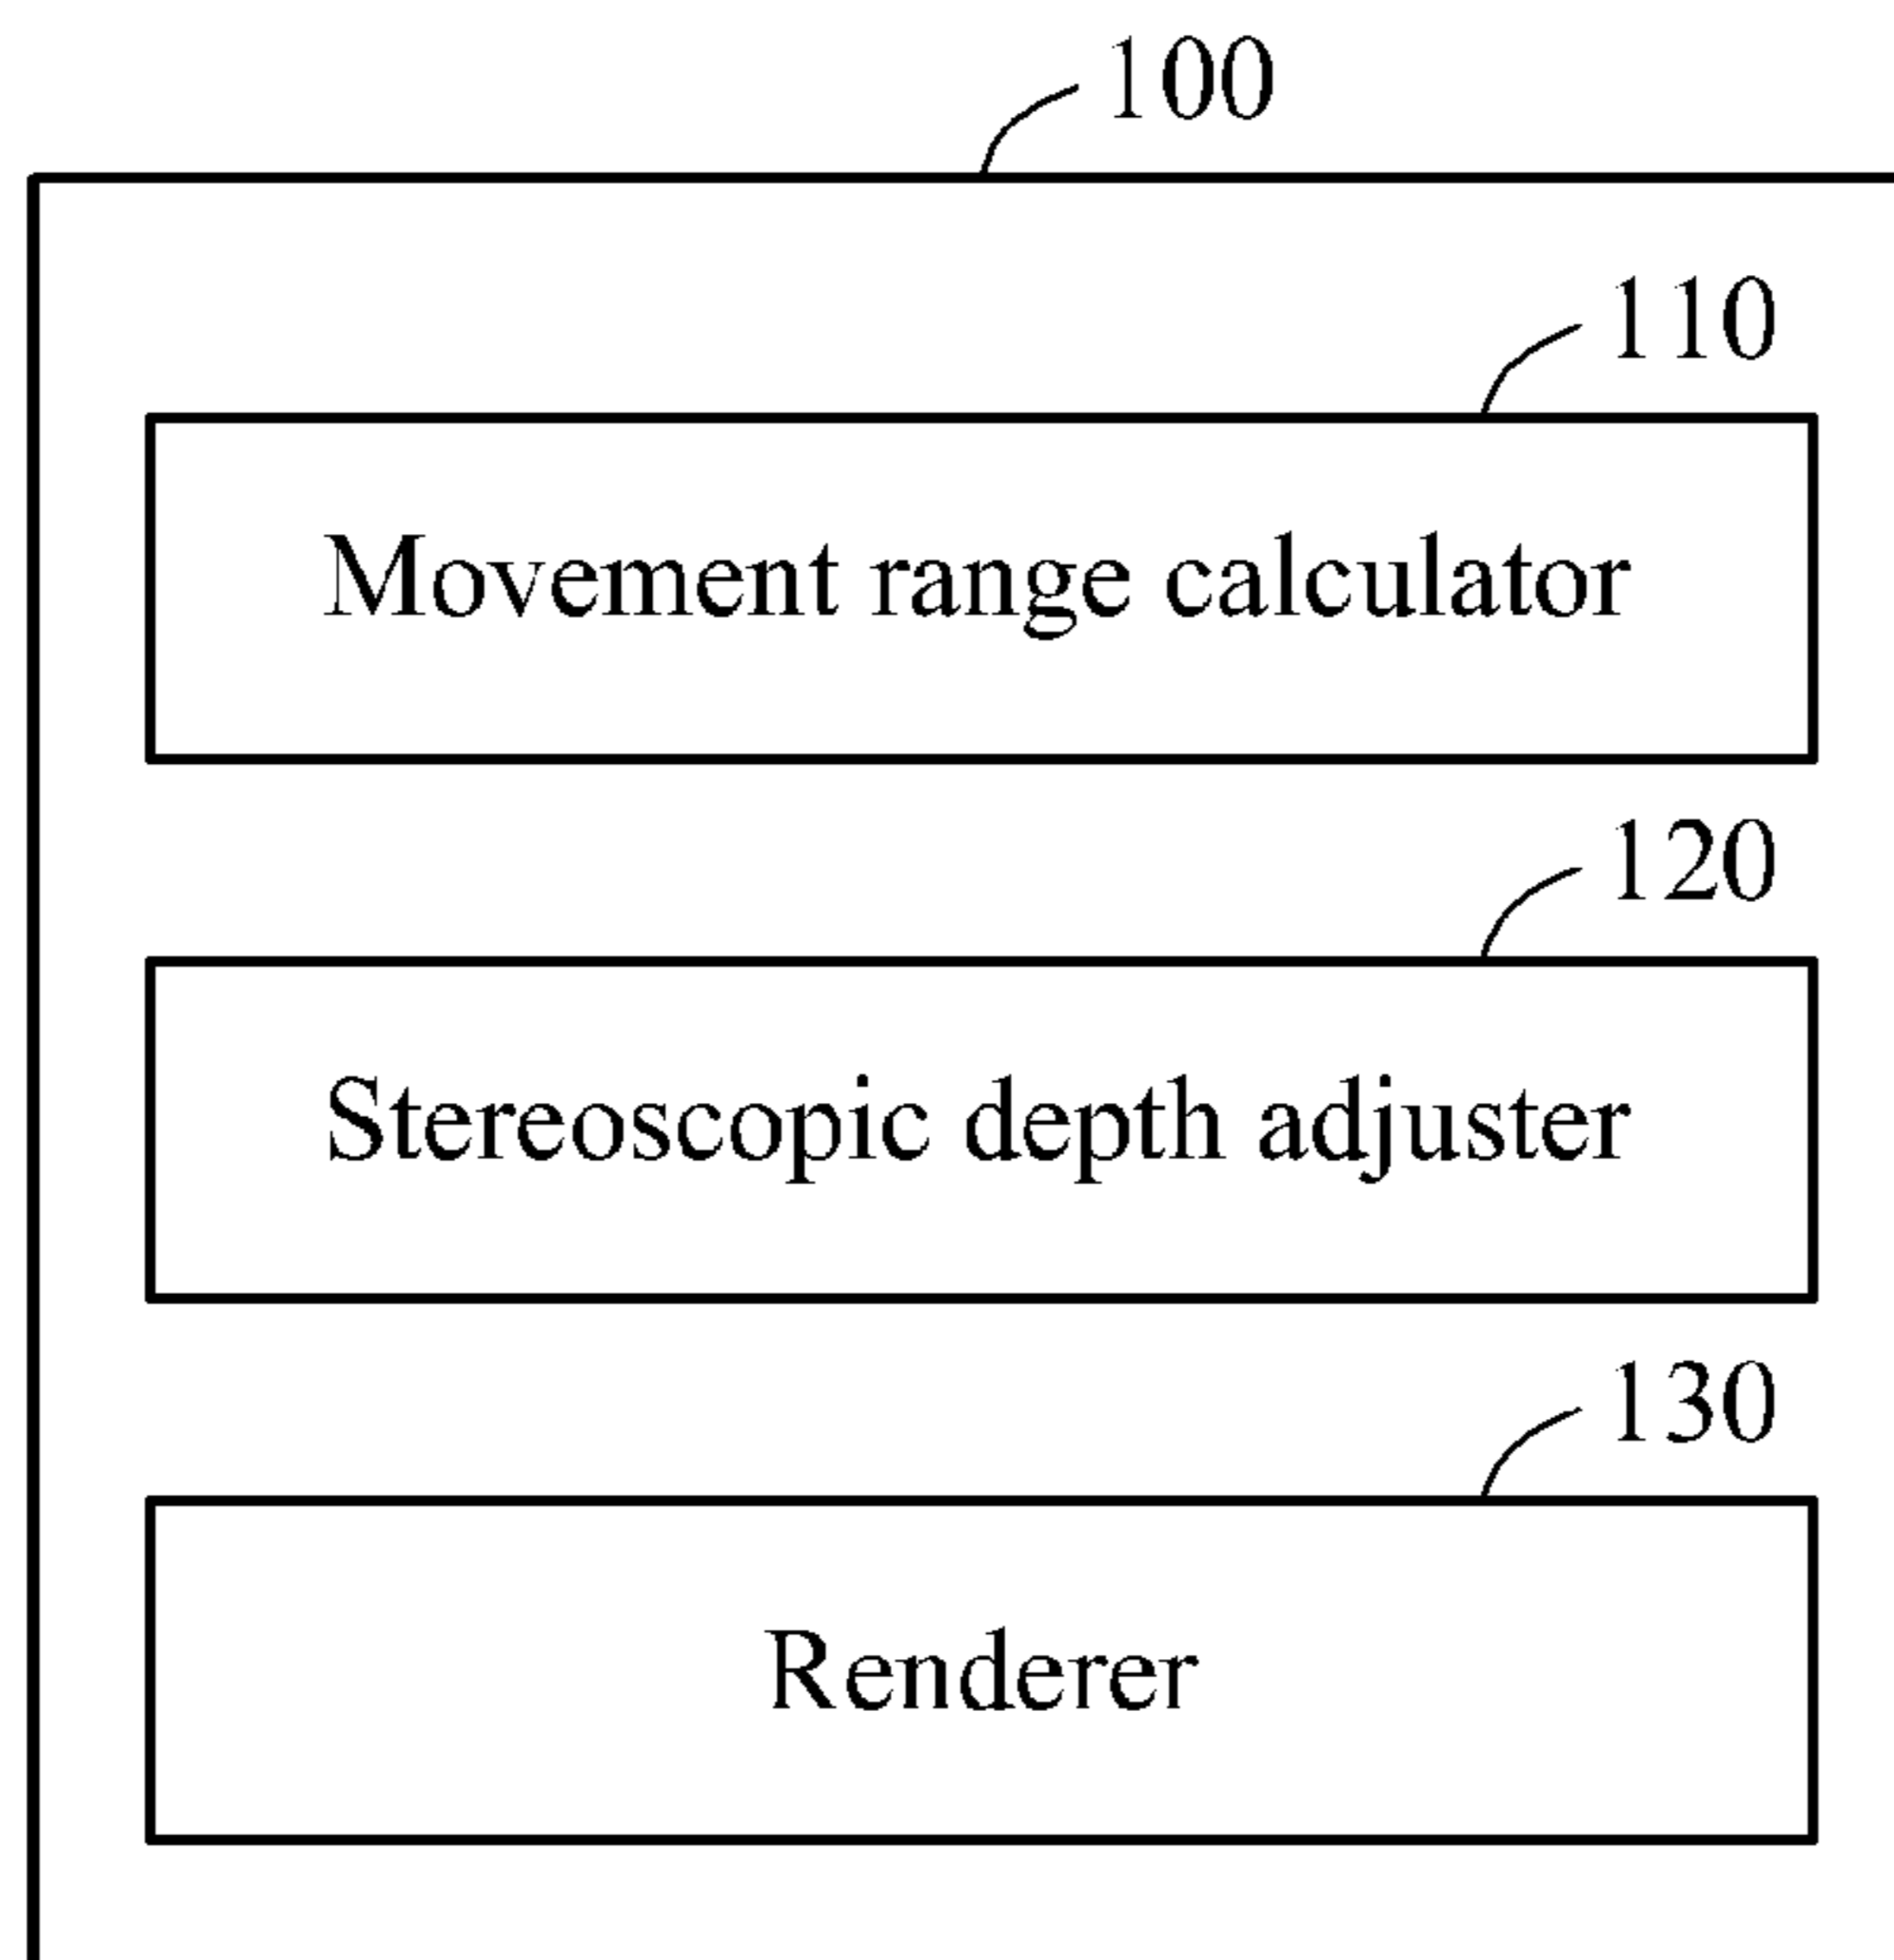 100
110
Movement range calculator
120
Stereoscopic depth adjuster
130
Renderer